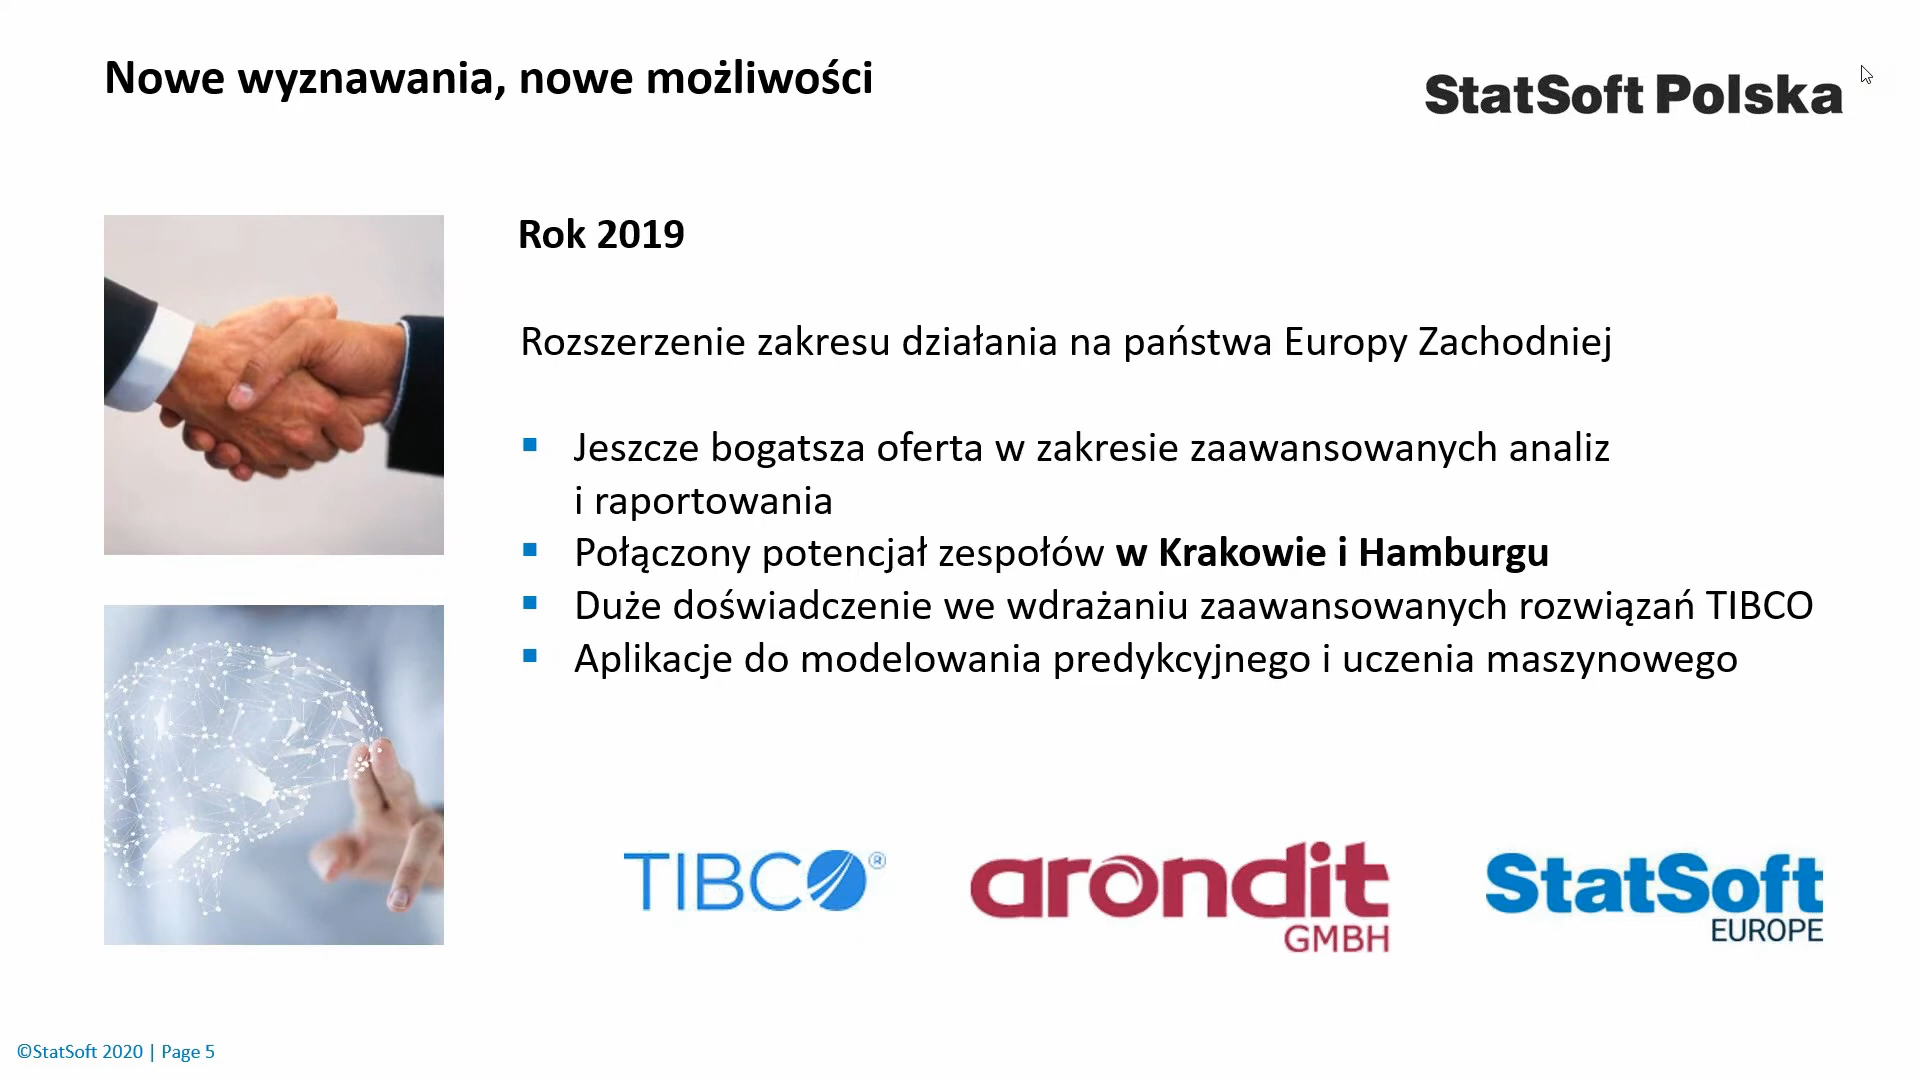 Nowe wyznawania, nowe możliwości
StatSoft Polska
Rok 2019
Rozszerzenie zakresu działania na państwa Europy Zachodniej
▪ Jeszcze bogatsza oferta w zakresie zaawansowanych analiz
i raportowania
▪ Połączony potencjał zespołów w Krakowie i Hamburgu
▪ Duże doświadczenie we wdrażaniu zaawansowanych rozwiązań TIBCO
▪ Aplikacje do modelowania predykcyjnego i uczenia maszynowego
TIBCO®
arondit
GMBH
StatSoft
EUROPE
©StatSoft 2020 | Page 5